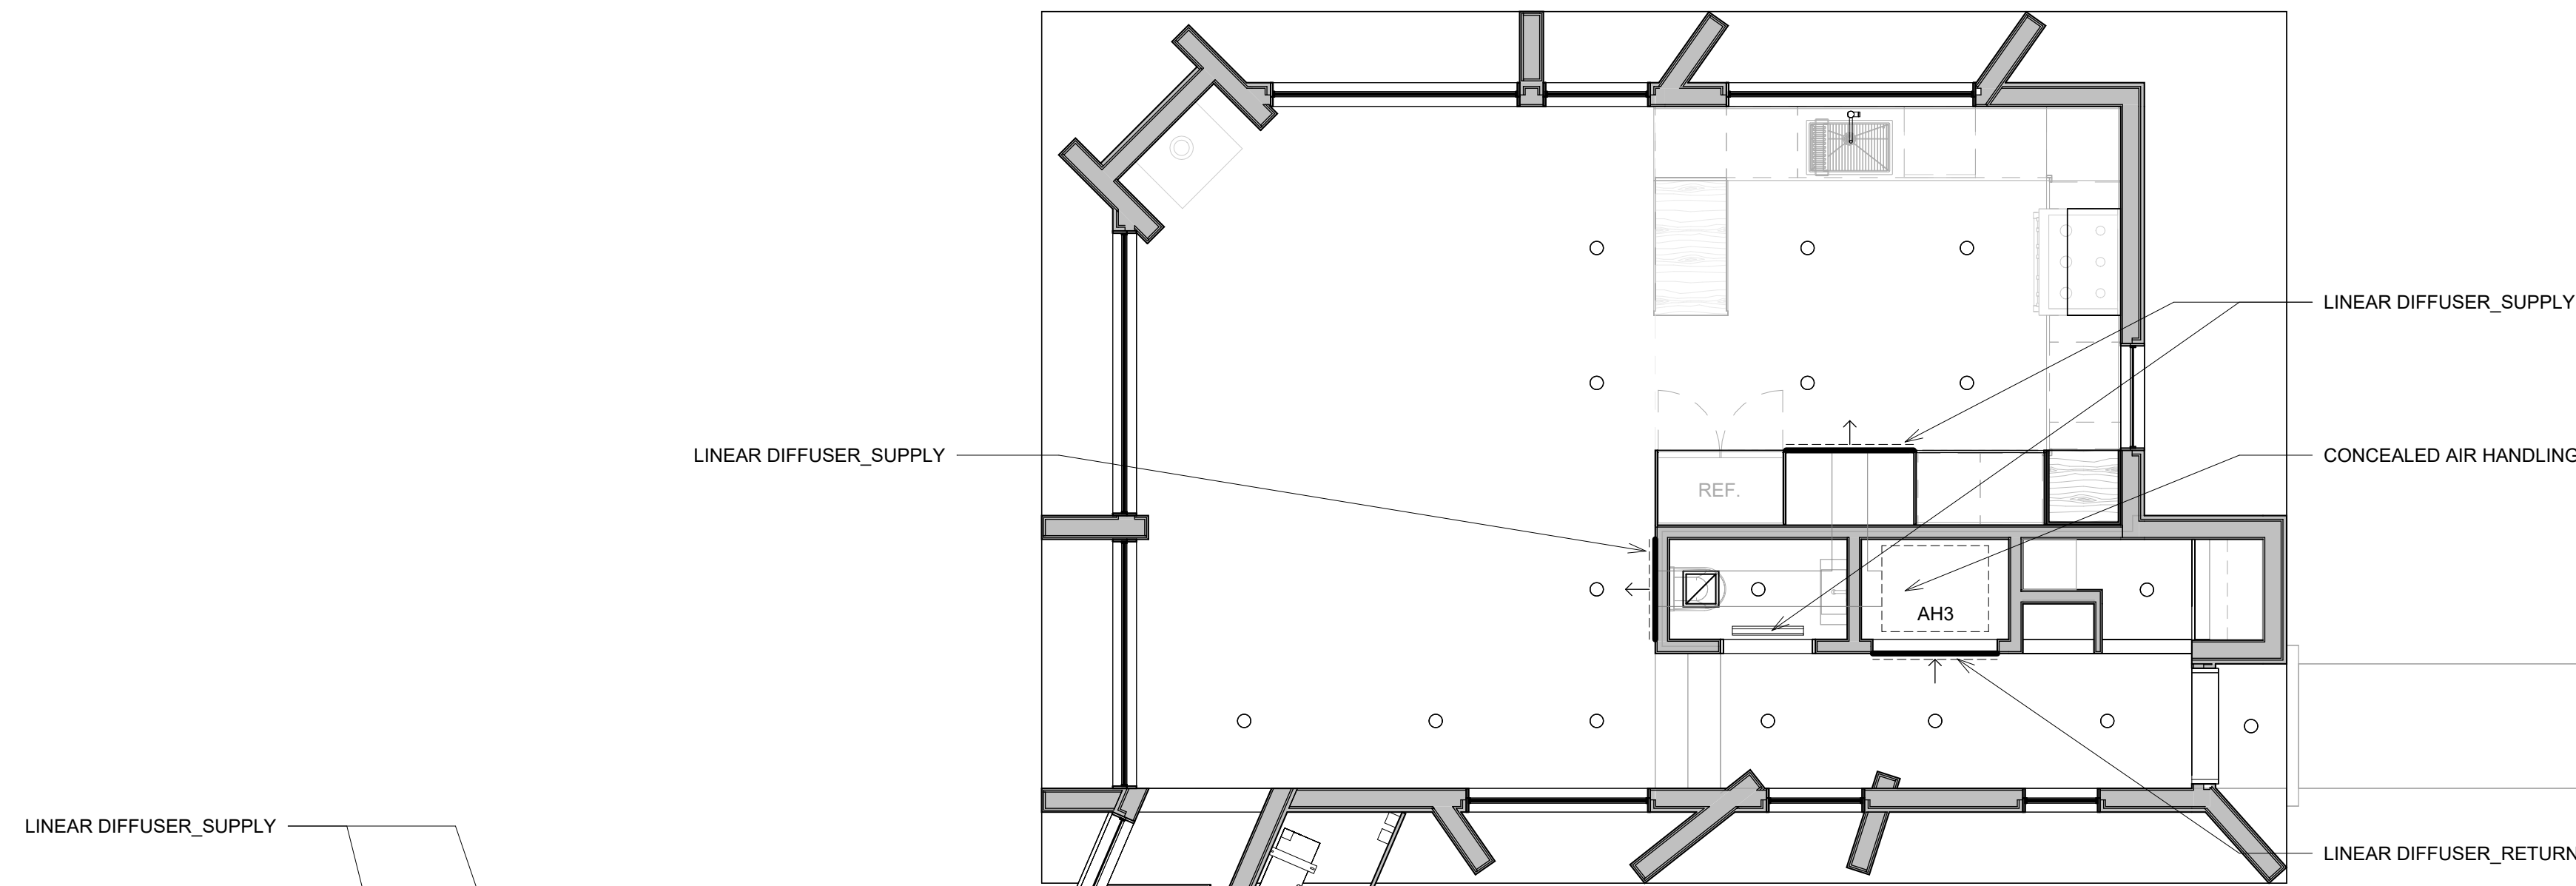 LINEAR DIFFUSER_SUPPLY
LINEAR DIFFUSER_SUPPLY
CONCEALED AIR HANDLING
REF.
AH3
LINEAR DIFFUSER_SUPPLY
LINEAR DIFFUSER_RETURN